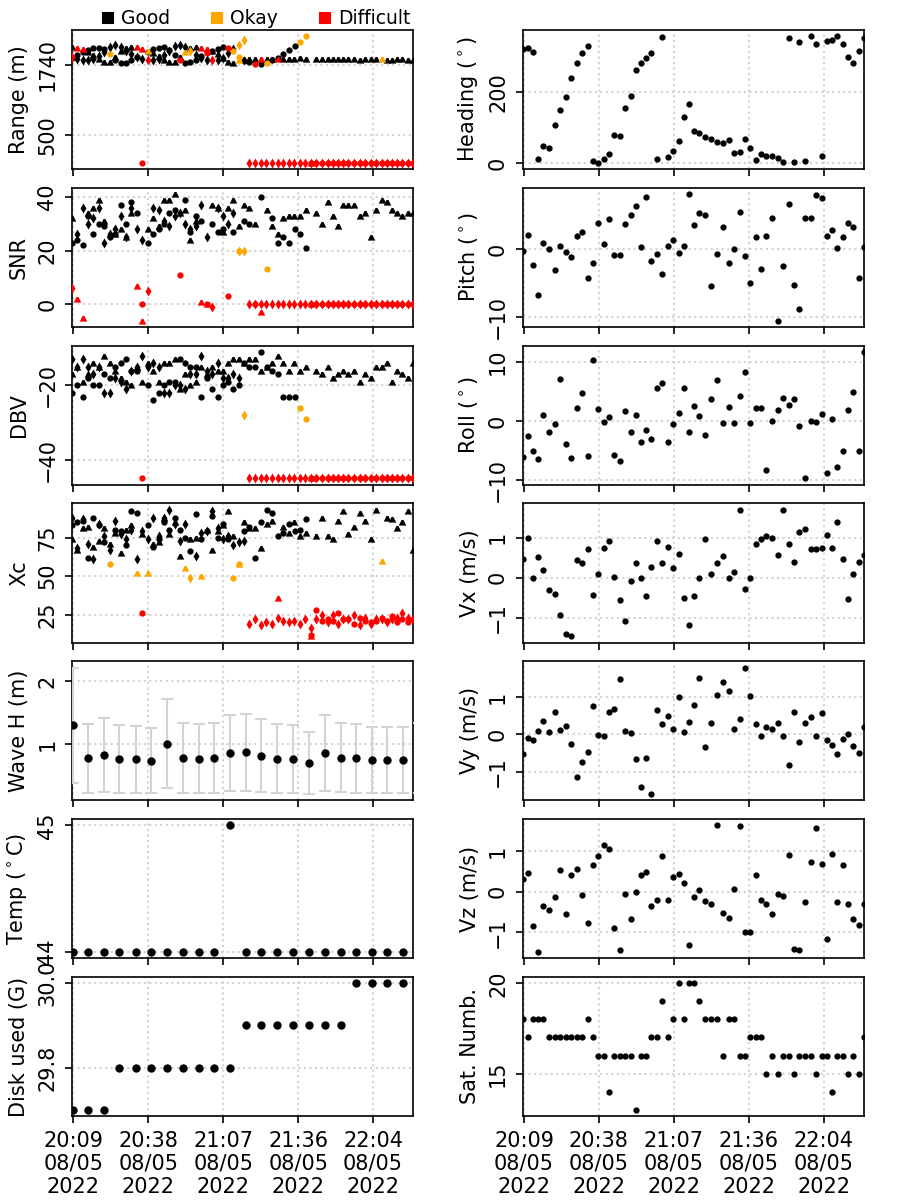 Good Okay Difficult
Range (m)
1740
500
Heading (°)
200
0
SNR
40
20
0
Pitch (°)
0
−10
DBV
−20
−40
Roll (°)
10
0
−10
Xc
75
50
25
Vx (m/s)
1
0
−1
Wave H (m)
2
1
Vy (m/s)
1
0
−1
Temp (°C)
45
44
Vz (m/s)
1
0
−1
Disk used (G)
30.0
29.8
Sat. Numb.
20
15
20:09 20:38 21:07 21:36 22:04
08/05 08/05 08/05 08/05 08/05
2022 2022 2022 2022 2022
20:09 20:38 21:07 21:36 22:04
08/05 08/05 08/05 08/05 08/05
2022 2022 2022 2022 2022